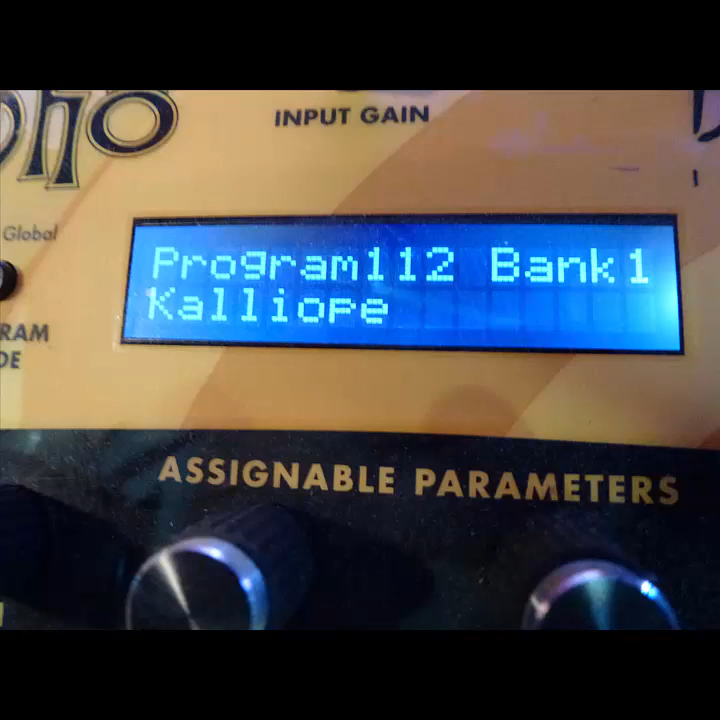 INPUT GAIN
Global
Program112 Bank1
Kalliope
ASSIGNABLE PARAMETERS